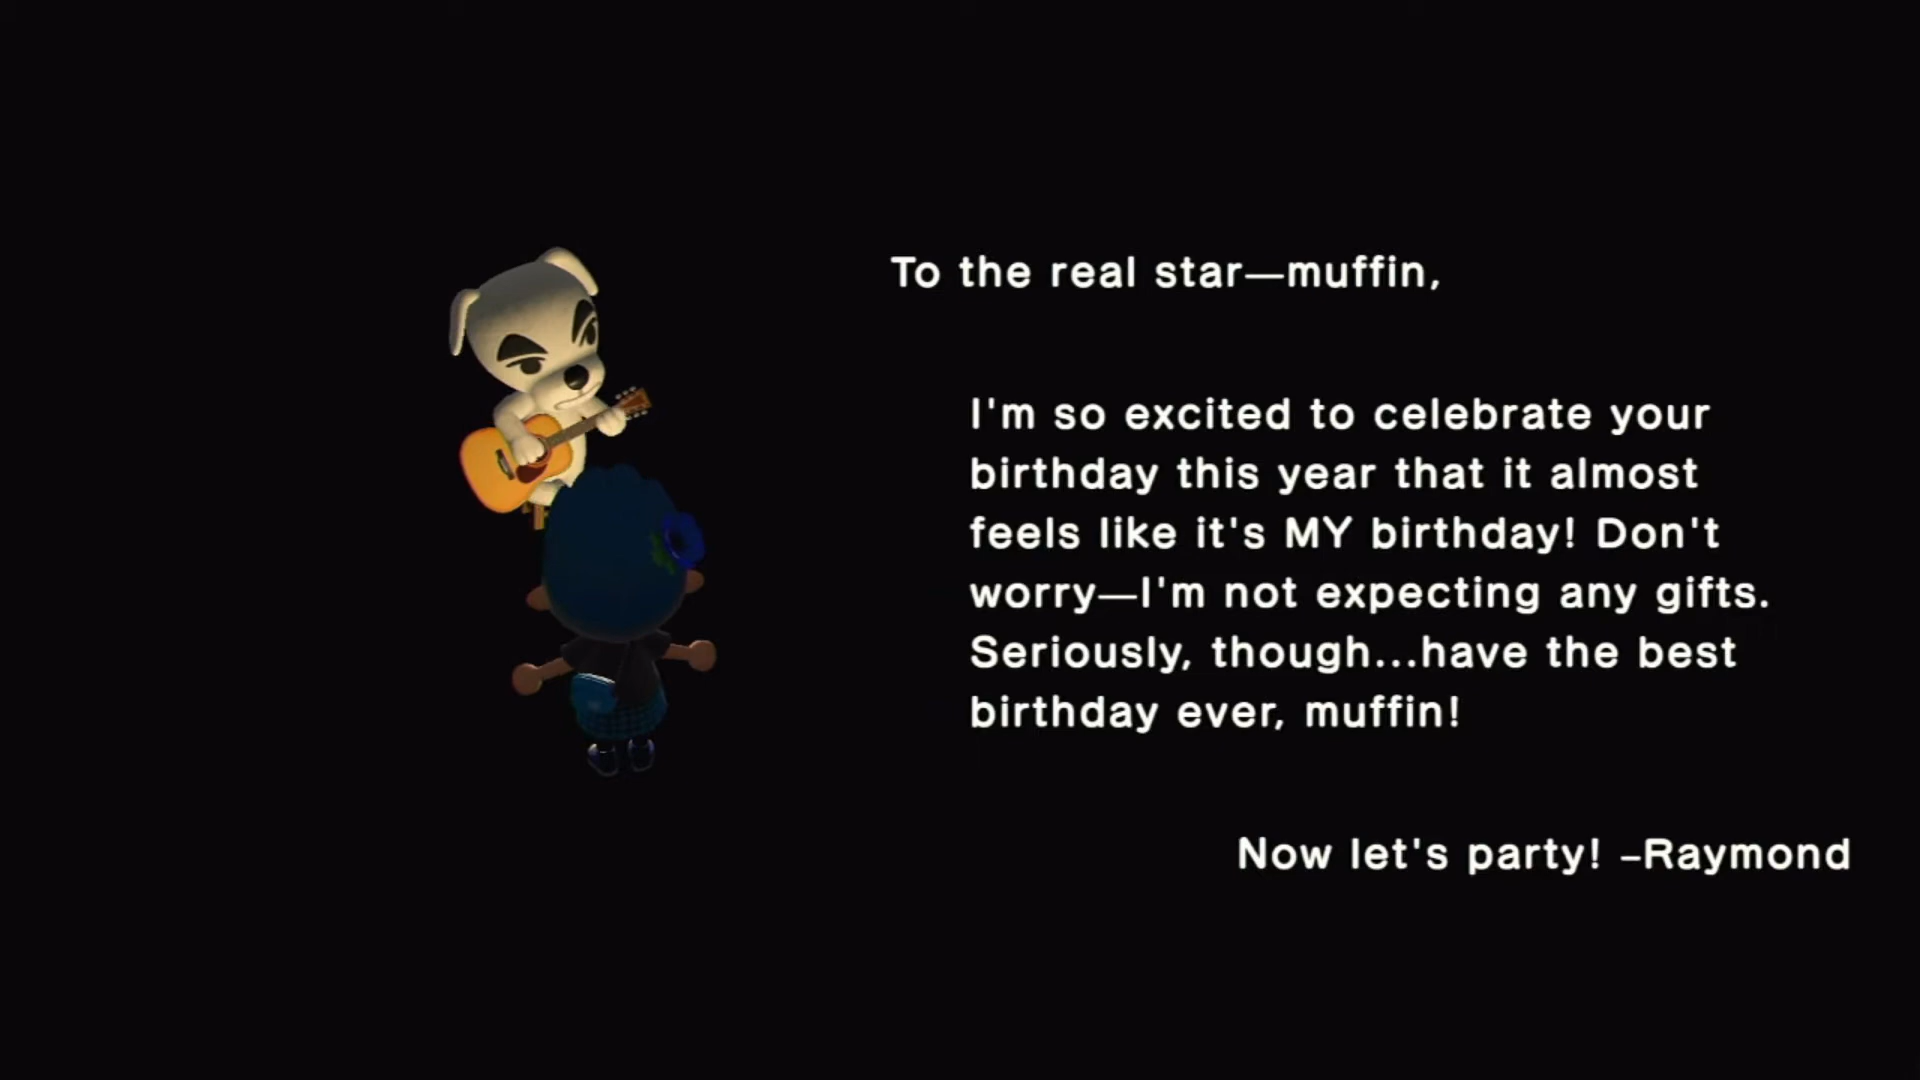 To the real star—muffin,
I'm so excited to celebrate your
birthday this year that it almost
feels like it's MY birthday! Don't
worry—I'm not expecting any gifts.
Seriously, though...have the best
birthday ever, muffin!
Now let's party! –Raymond